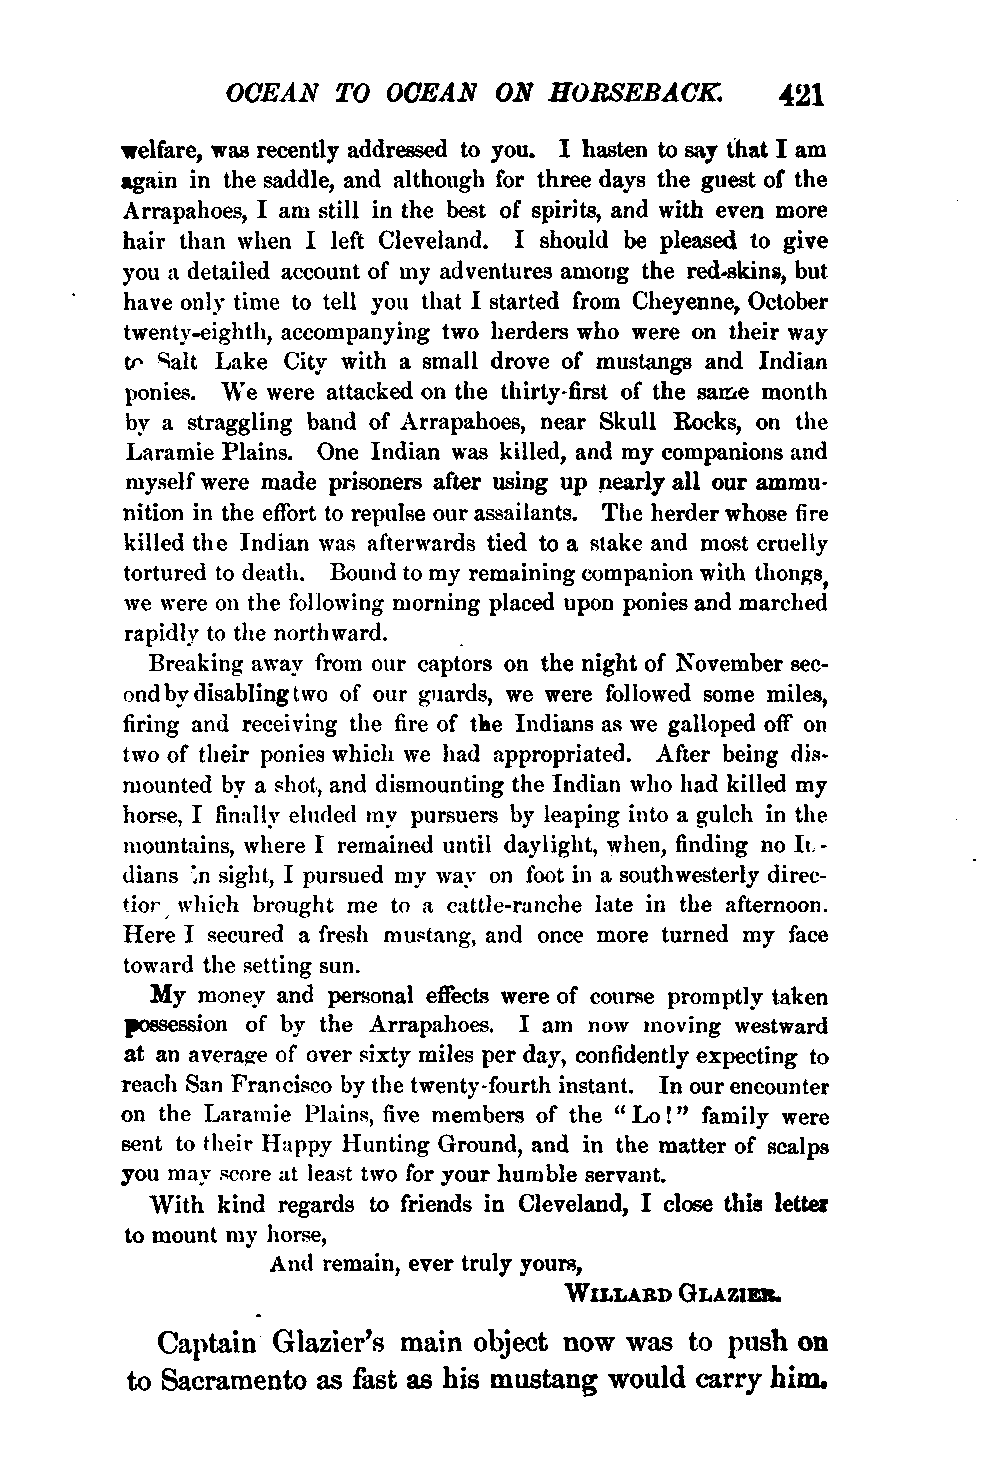 OCEAN TO OCEAN ON HORSEBACK. 421
welfare, was recently addressed to you. I hasten to say that I am
again in the saddle, and although for three days the guest of the
Arrapahoes, I am still in the best of spirits, and with even more
hair than when I left Cleveland. I should be pleased to give
you a detailed account of my adventures among the red-skins, but
have only time to tell you that I started from Cheyenne, October
twenty-eighth, accompanying two herders who were on their way
to Salt Lake City with a small drove of mustangs and Indian
ponies. We were attacked on the thirty-first of the same month
by a straggling band of Arrapahoes, near Skull Rocks, on the
Laramie Plains. One Indian was killed, and my companions and
myself were made prisoners after using up nearly all our ammu-
nition in the effort to repulse our assailants. The herder whose fire
killed the Indian was afterwards tied to a stake and most cruelly
tortured to death. Bound to my remaining companion with thongs,
we were on the following morning placed upon ponies and marched
rapidly to the northward.
Breaking away from our captors on the night of November sec-
ond by disabling two of our guards, we were followed some miles,
firing and receiving the fire of the Indians as we galloped off on
two of their ponies which we had appropriated. After being dis-
mounted by a shot, and dismounting the Indian who had killed my
horse, I finally eluded my pursuers by leaping into a gulch in the
mountains, where I remained until daylight, when, finding no In-
dians in sight, I pursued my way on foot in a southwesterly direc-
tion, which brought me to a cattle-ranche late in the afternoon.
Here I secured a fresh mustang, and once more turned my face
toward the setting sun.
My money and personal effects were of course promptly taken
possession of by the Arrapahoes. I am now moving westward
at an average of over sixty miles per day, confidently expecting to
reach San Francisco by the twenty-fourth instant. In our encounter
on the Laramie Plains, five members of the "Lo!" family were
sent to their Happy Hunting Ground, and in the matter of scalps
you may score at least two for your humble servant.
With kind regards to friends in Cleveland, I close this letter
to mount my horse,
And remain, ever truly yours,
WILLARD GLAZIER.
Captain Glazier's main object now was to push on
to Sacramento as fast as his mustang would carry him.